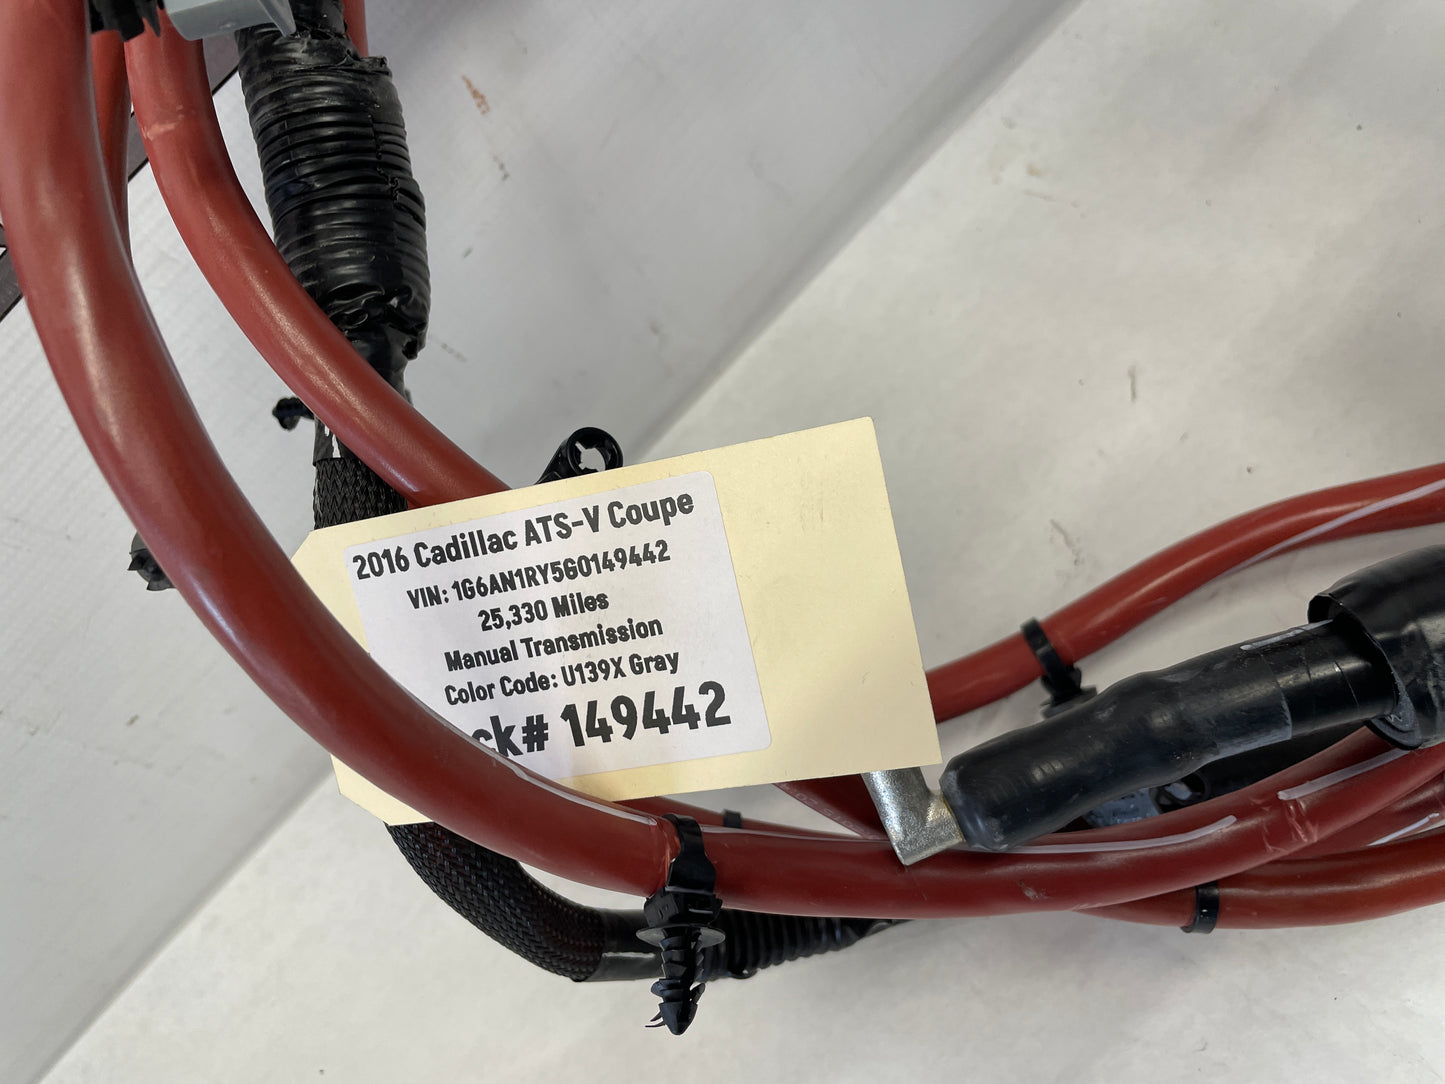 2016 Cadillac ATS-V Coupe
VIN: 1G6AN1RY5G0149442
25,330 Miles
Manual Transmission
Color Code: U139X Gray
ck# 149442